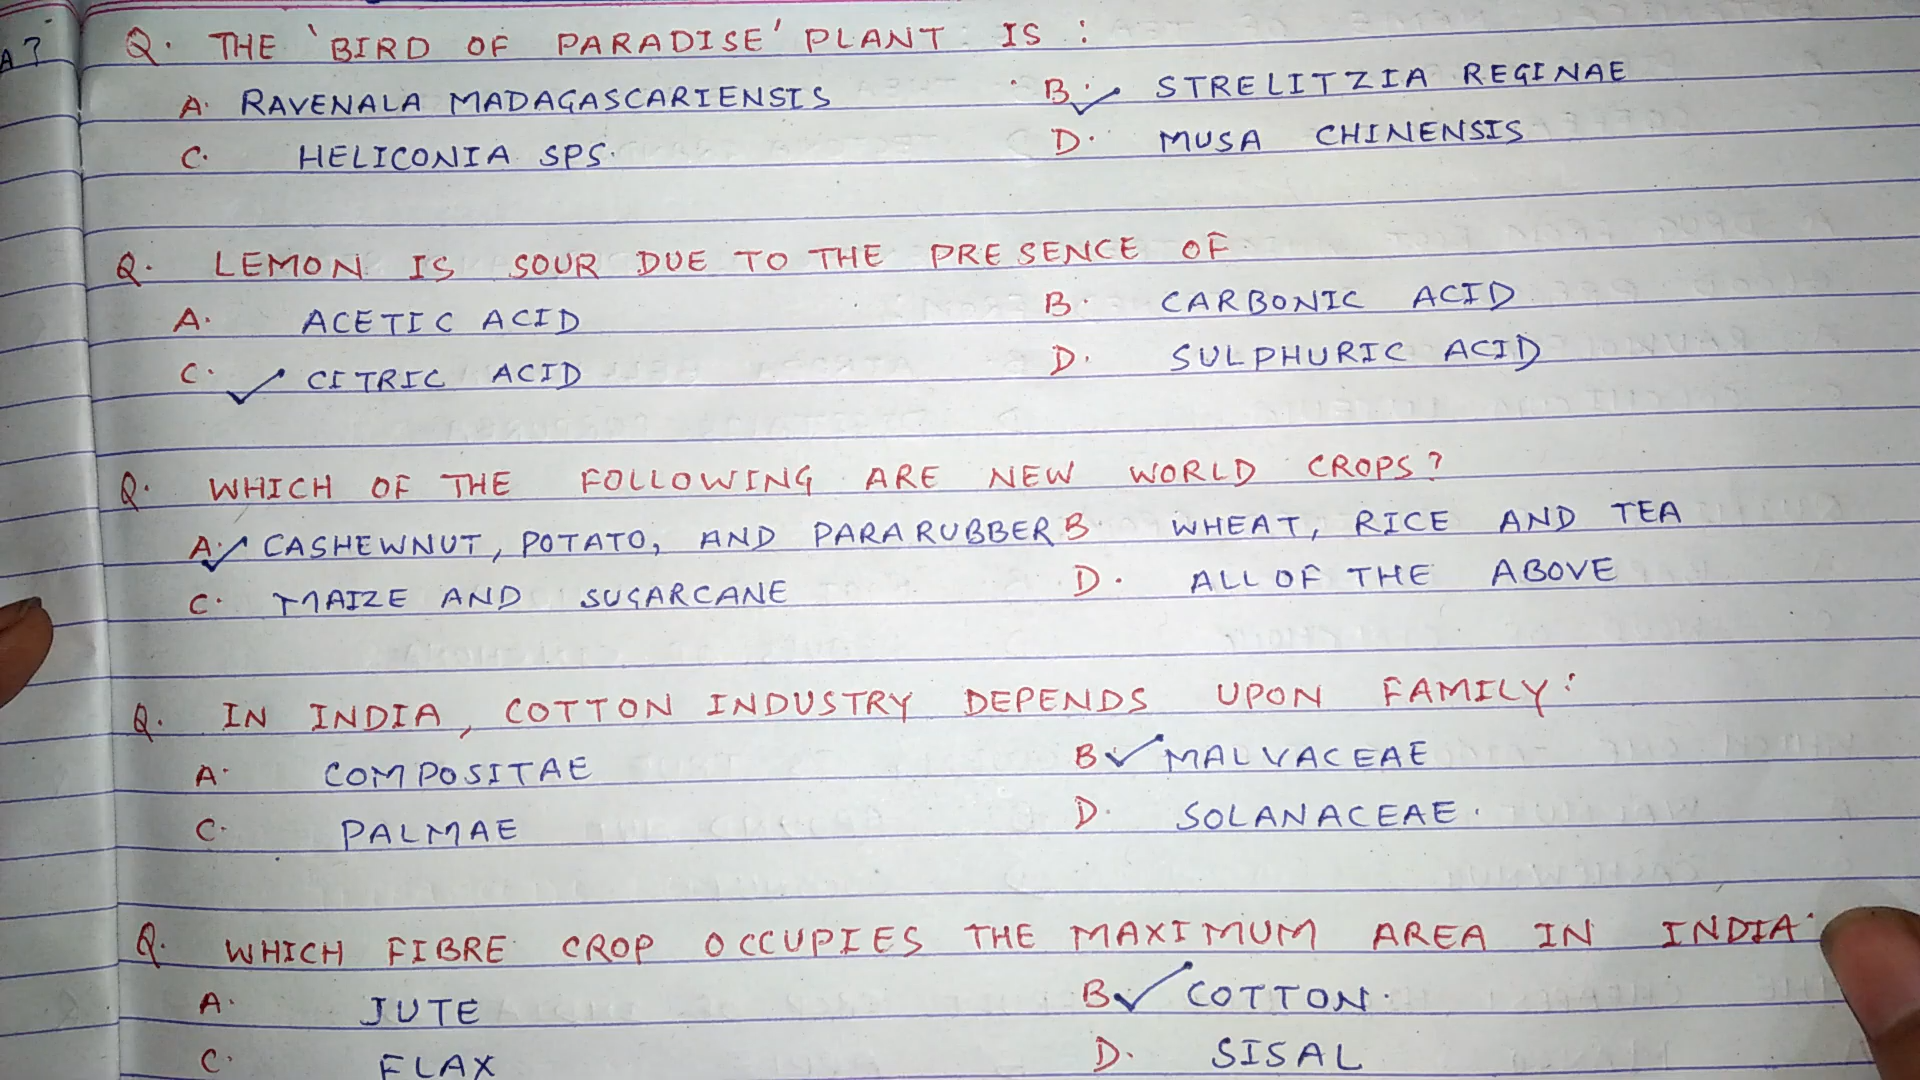 A?
Q. THE 'BIRD OF PARADISE' PLANT IS :
A. RAVENALA MADAGASCARIENSIS B. ✓ STRELITZIA REGINAE
C. HELICONIA SPS. D. MUSA CHINENSIS
Q. LEMON IS SOUR DUE TO THE PRESENCE OF
A. ACETIC ACID B. CARBONIC ACID
C. ✓ CITRIC ACID D. SULPHURIC ACID
Q. WHICH OF THE FOLLOWING ARE NEW WORLD CROPS?
A. ✓ CASHEWNUT, POTATO, AND PARARUBBER B. WHEAT, RICE AND TEA
C. MAIZE AND SUGARCANE D. ALL OF THE ABOVE
Q. IN INDIA, COTTON INDUSTRY DEPENDS UPON FAMILY:
A. COMPOSITAE B ✓ MALVACEAE
C. PALMAE D. SOLANACEAE.
Q. WHICH FIBRE CROP OCCUPIES THE MAXIMUM AREA IN INDIA.
A. JUTE B ✓ COTTON.
C. FLAX D. SISAL